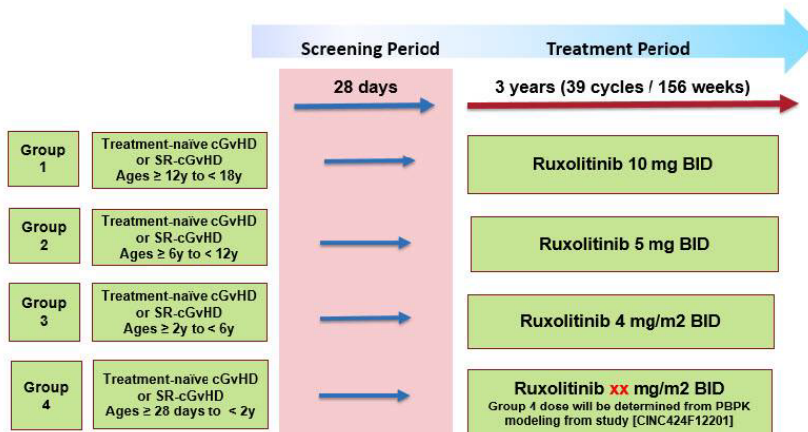 Screening Period
Treatment Period
28 days
3 years (39 cycles / 156 weeks)
Group
1
Treatment-naïve cGvHD
or SR-cGvHD
Ages ≥ 12y to < 18y
Ruxolitinib 10 mg BID
Group
2
Treatment-naïve cGvHD
or SR-cGvHD
Ages ≥ 6y to < 12y
Ruxolitinib 5 mg BID
Group
3
Treatment-naïve cGvHD
or SR-cGvHD
Ages ≥ 2y to < 6y
Ruxolitinib 4 mg/m2 BID
Group
4
Treatment-naïve cGvHD
or SR-cGvHD
Ages ≥ 28 days to < 2y
Ruxolitinib xx mg/m2 BID
Group 4 dose will be determined from PBPK
modeling from study [CINC424F12201]